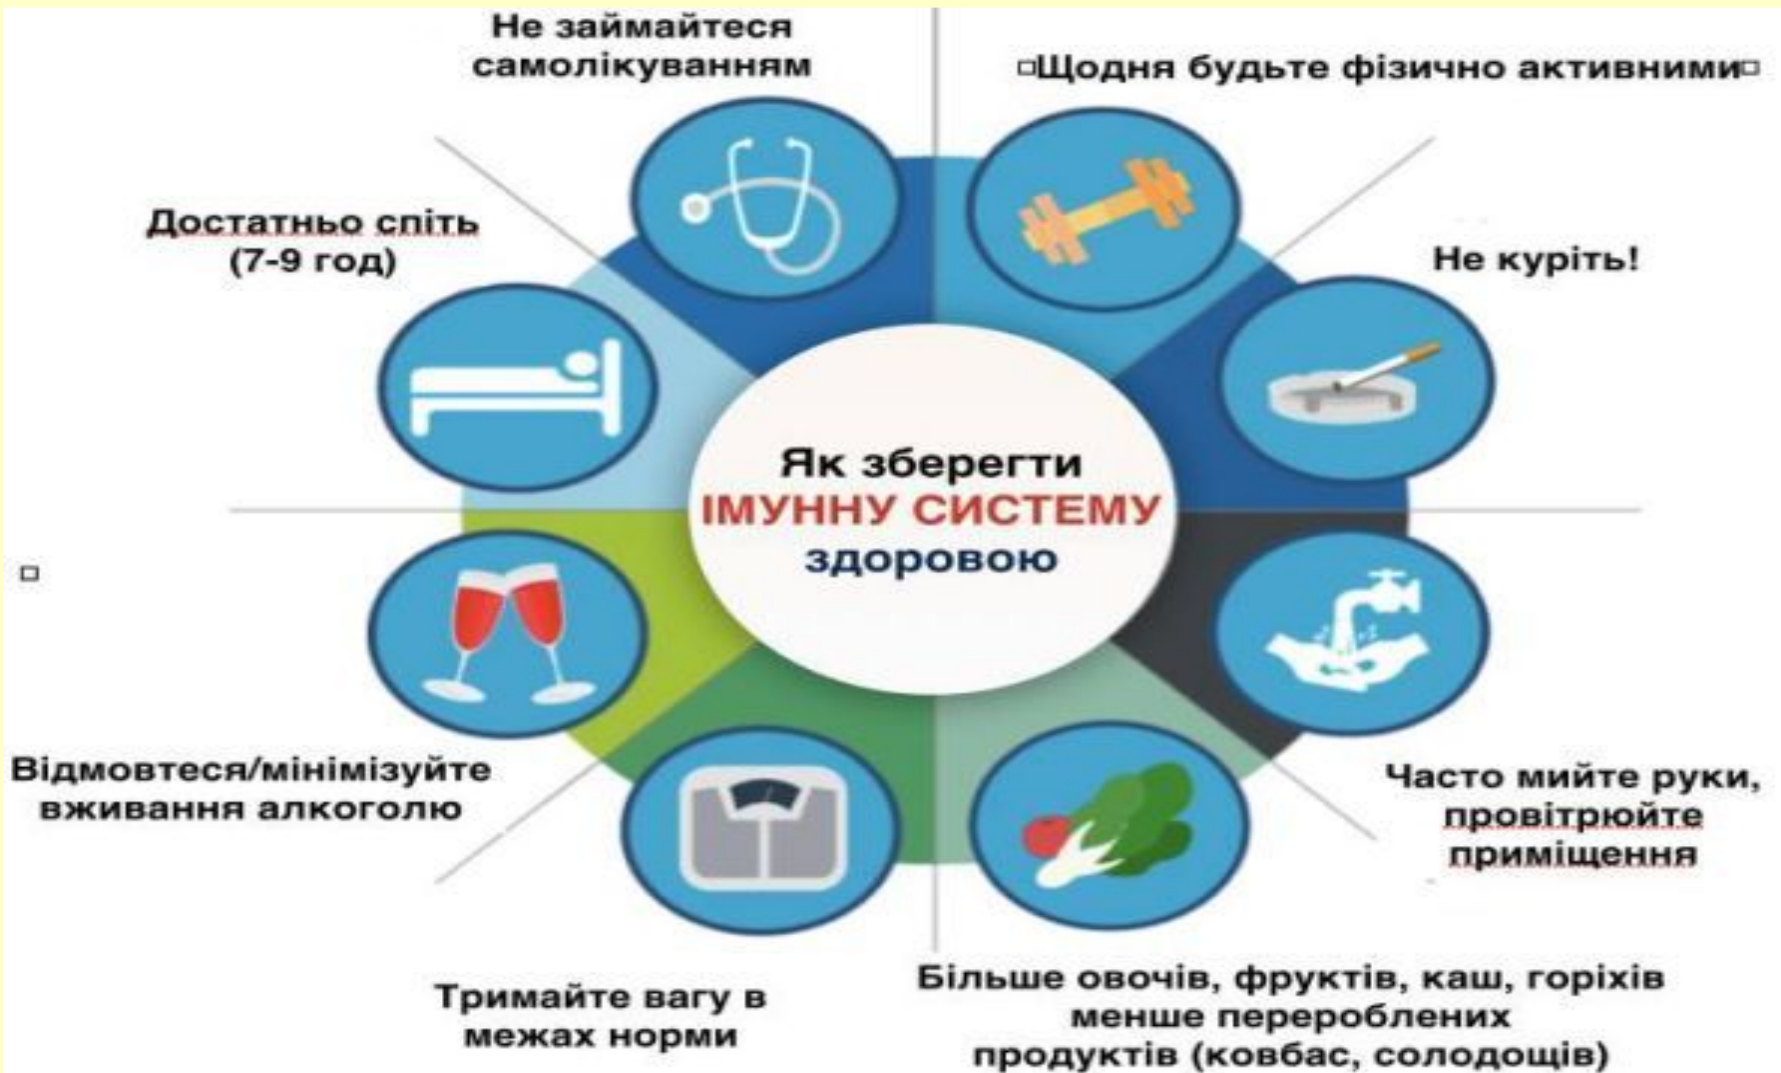 Не займайтеся
самолікуванням
Щодня будьте фізично активними
Достатньо спіть
(7-9 год)
Не куріть!
Як зберегти
ІМУННУ СИСТЕМУ
здоровою
Відмовтеся/мінімізуйте
вживання алкоголю
Часто мийте руки,
провітрюйте
приміщення
Тримайте вагу в
межах норми
Більше овочів, фруктів, каш, горіхів
менше перероблених
продуктів (ковбас, солодощів)